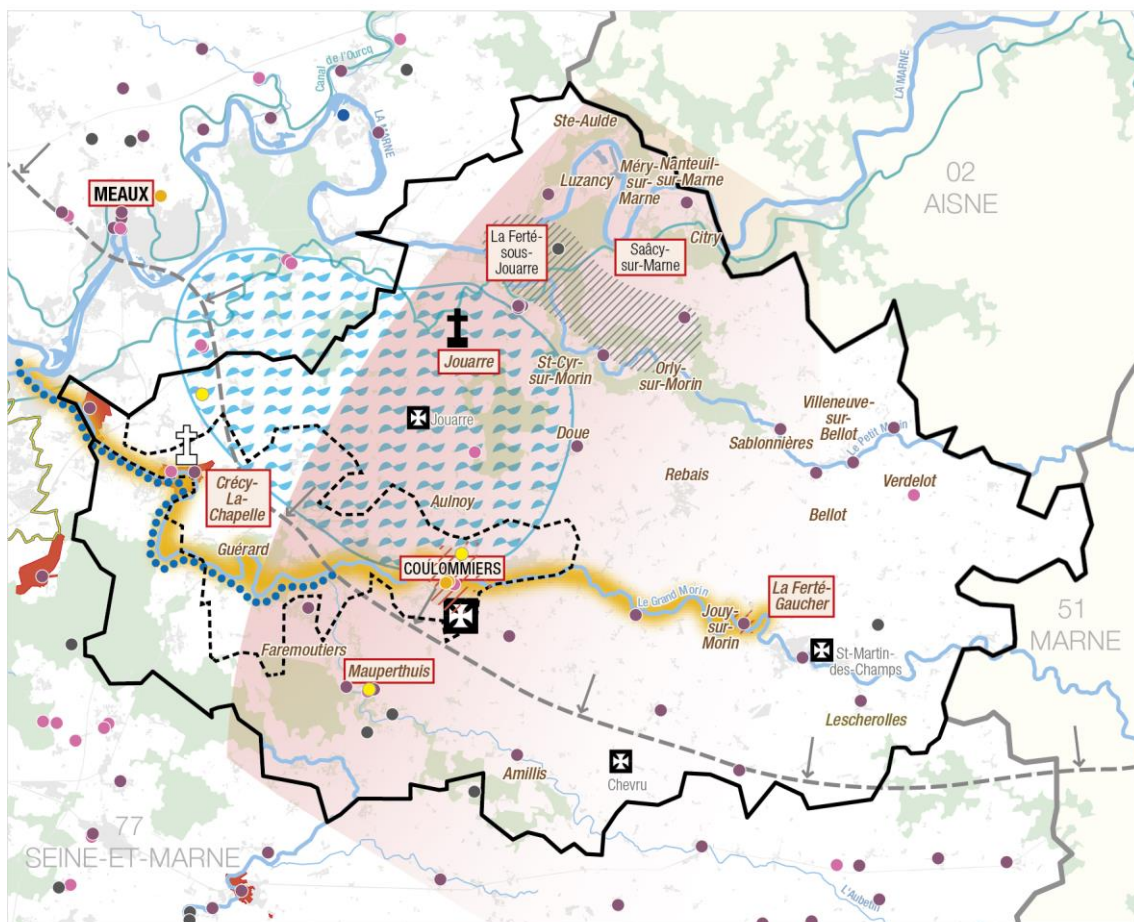 Canal de l'Ourcq
LA MARNE
LA MARNE
Ste-Aulde
02
AISNE
MEAUX
Luzancy
Méry-
sur-
Marne
Nanteuil-
sur-Marne
La Ferté-
sous-
Jouarre
Saâcy-
sur-Marne
Citry
Jouarre
St-Cyr-
sur-Morin
Orly-
sur-Morin
Jouarre
Doue
Sablonnières
Villeneuve-
sur-
Bellot
Le Petit Morin
Rebais
Verdelot
Crécy-
La-
Chapelle
Aulnoy
Bellot
Guérard
COULOMMIERS
Le Grand Morin
La Ferté-
Gaucher
Jouy-
sur-
Morin
51
MARNE
Faremoutiers
St-Martin-
des-Champs
Mauperthuis
Lescherolles
Amillis
Chevru
77
SEINE-ET-MARNE
L'Aubetin